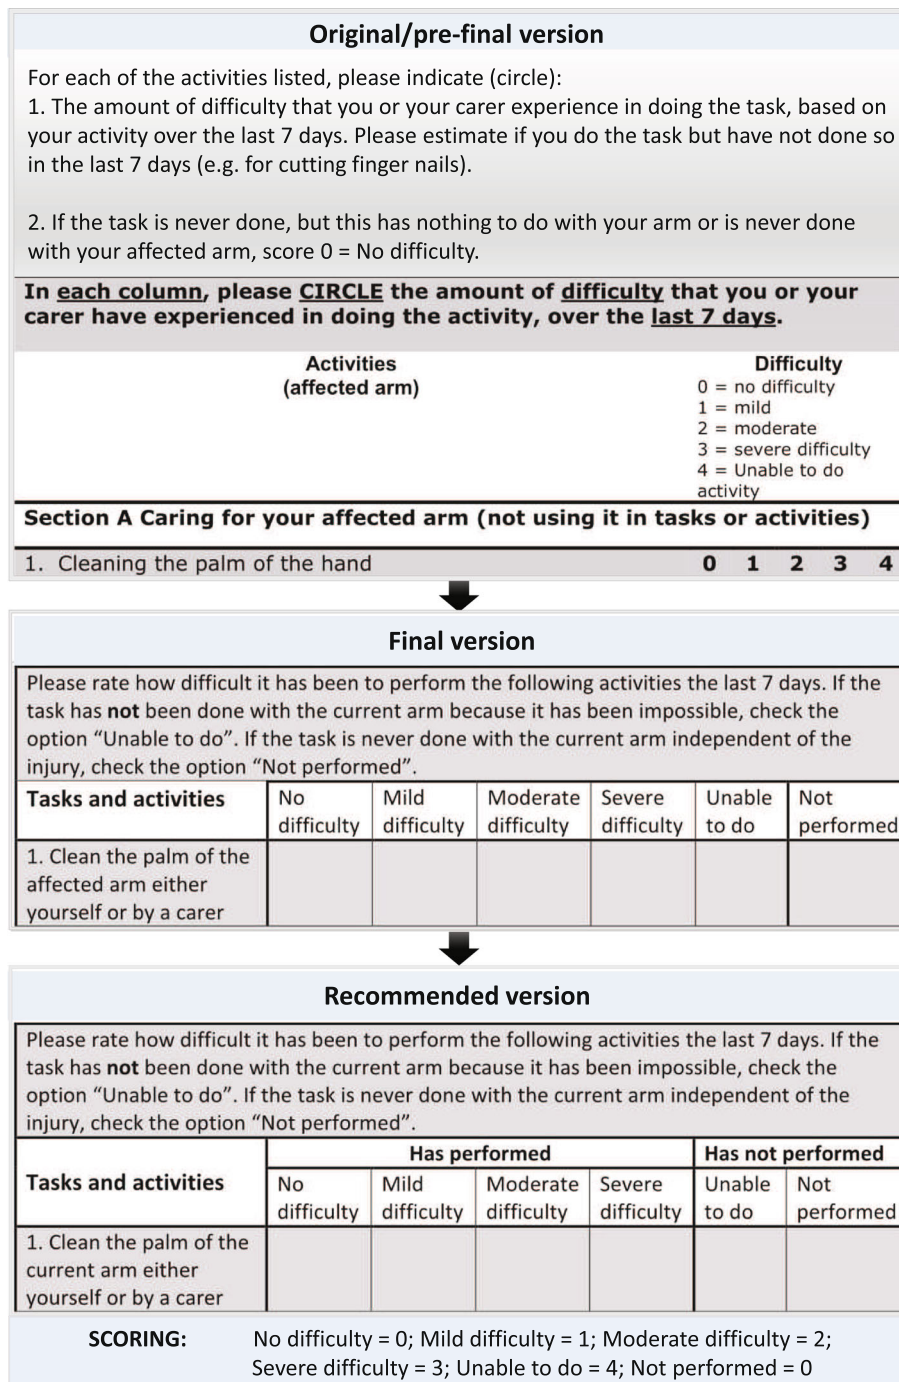 Original/pre-final version
For each of the activities listed, please indicate (circle):
1. The amount of difficulty that you or your carer experience in doing the task, based on
your activity over the last 7 days. Please estimate if you do the task but have not done so
in the last 7 days (e.g. for cutting finger nails).
2. If the task is never done, but this has nothing to do with your arm or is never done
with your affected arm, score 0 = No difficulty.
In each column, please CIRCLE the amount of difficulty that you or your
carer have experienced in doing the activity, over the last 7 days.
Activities
(affected arm)
Difficulty
0 = no difficulty
1 = mild
2 = moderate
3 = severe difficulty
4 = Unable to do
activity
Section A Caring for your affected arm (not using it in tasks or activities)
1. Cleaning the palm of the hand 0 1 2 3 4
Final version
Please rate how difficult it has been to perform the following activities the last 7 days. If the
task has not been done with the current arm because it has been impossible, check the
option “Unable to do”. If the task is never done with the current arm independent of the
injury, check the option “Not performed”.
Tasks and activities No Mild Moderate Severe Unable Not
difficulty difficulty difficulty difficulty to do performed
1. Clean the palm of the
affected arm either
yourself or by a carer
Recommended version
Please rate how difficult it has been to perform the following activities the last 7 days. If the
task has not been done with the current arm because it has been impossible, check the
option “Unable to do”. If the task is never done with the current arm independent of the
injury, check the option “Not performed”.
Has performed Has not performed
Tasks and activities No Mild Moderate Severe Unable Not
difficulty difficulty difficulty difficulty to do performed
1. Clean the palm of the
current arm either
yourself or by a carer
SCORING: No difficulty = 0; Mild difficulty = 1; Moderate difficulty = 2;
Severe difficulty = 3; Unable to do = 4; Not performed = 0